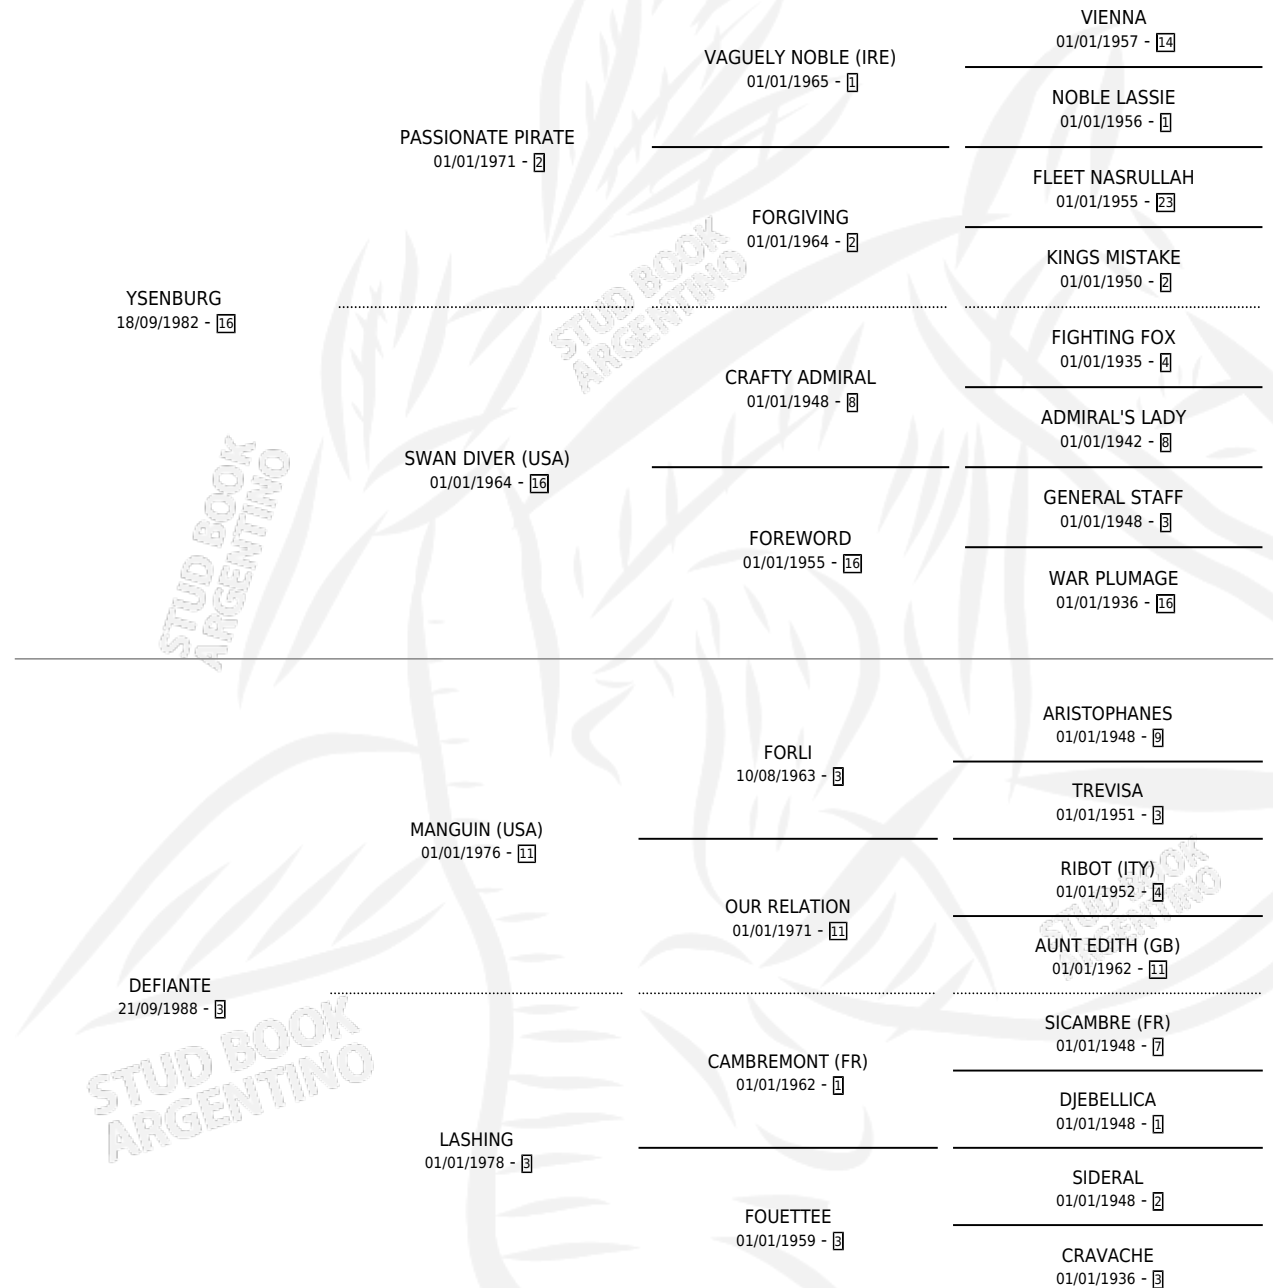 VIENNA
01/01/1957 - 14
VAGUELY NOBLE (IRE)
01/01/1965 - 1
NOBLE LASSIE
01/01/1956 - 1
PASSIONATE PIRATE
01/01/1971 - 2
FLEET NASRULLAH
01/01/1955 - 23
FORGIVING
01/01/1964 - 2
KINGS MISTAKE
01/01/1950 - 2
YSENBURG
18/09/1982 - 16
FIGHTING FOX
01/01/1935 - 4
CRAFTY ADMIRAL
01/01/1948 - 8
ADMIRAL'S LADY
01/01/1942 - 8
SWAN DIVER (USA)
01/01/1964 - 16
GENERAL STAFF
01/01/1948 - 3
FOREWORD
01/01/1955 - 16
WAR PLUMAGE
01/01/1936 - 16
ARISTOPHANES
01/01/1948 - 9
FORLI
10/08/1963 - 3
TREVISA
01/01/1951 - 3
MANGUIN (USA)
01/01/1976 - 11
RIBOT (ITY)
01/01/1952 - 4
OUR RELATION
01/01/1971 - 11
AUNT EDITH (GB)
01/01/1962 - 11
DEFIANTE
21/09/1988 - 3
SICAMBRE (FR)
01/01/1948 - 7
CAMBREMONT (FR)
01/01/1962 - 1
DJEBELLICA
01/01/1948 - 1
LASHING
01/01/1978 - 3
SIDERAL
01/01/1948 - 2
FOUETTEE
01/01/1959 - 3
CRAVACHE
01/01/1936 - 3
STUD BOOK
ARGENTINO
STUD BOOK
ARGENTINO
STUD BOOK
ARGENTINO
STUD BOOK
ARGENTINO